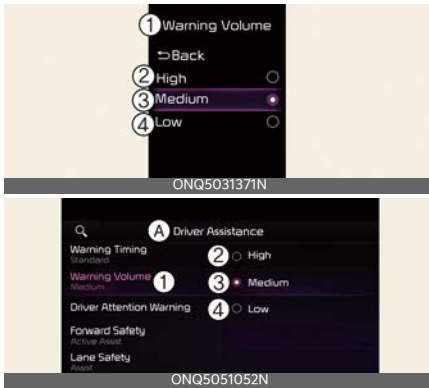 1 Warning Volume
Back
2 High
3 Medium
4 Low
ONQ5031371N
A Driver Assistance
Warning Timing
Standard
2 High
Warning Volume 1
Medium
3 Medium
Driver Attention Warning
4 Low
Forward Safety
Active Assist
Lane Safety
Assist
ONQ5051052N